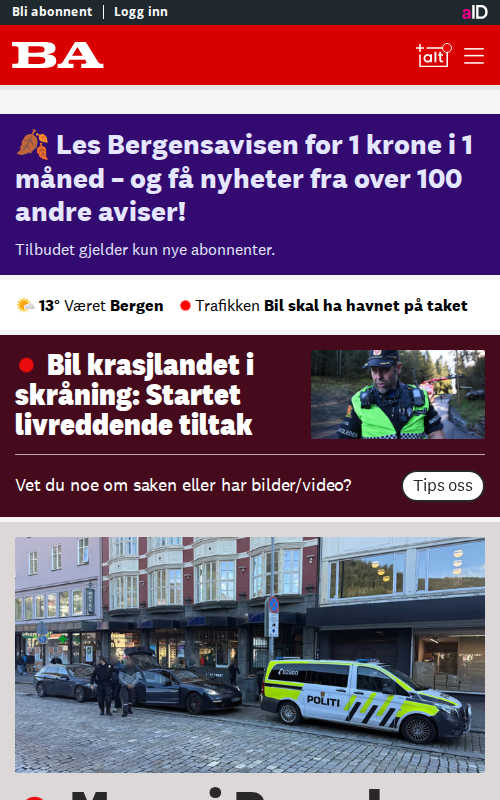 Bli abonnent | Logg inn
aID
BA
+alt
🍂 Les Bergensavisen for 1 krone i 1
måned – og få nyheter fra over 100
andre aviser!
Tilbudet gjelder kun nye abonnenter.
🌤️ 13° Været Bergen 🔴 Trafikken Bil skal ha havnet på taket
Bil krasjlandet i
skråning: Startet
livreddende tiltak
Vet du noe om saken eller har bilder/video?
Tips oss
02800
POLITI